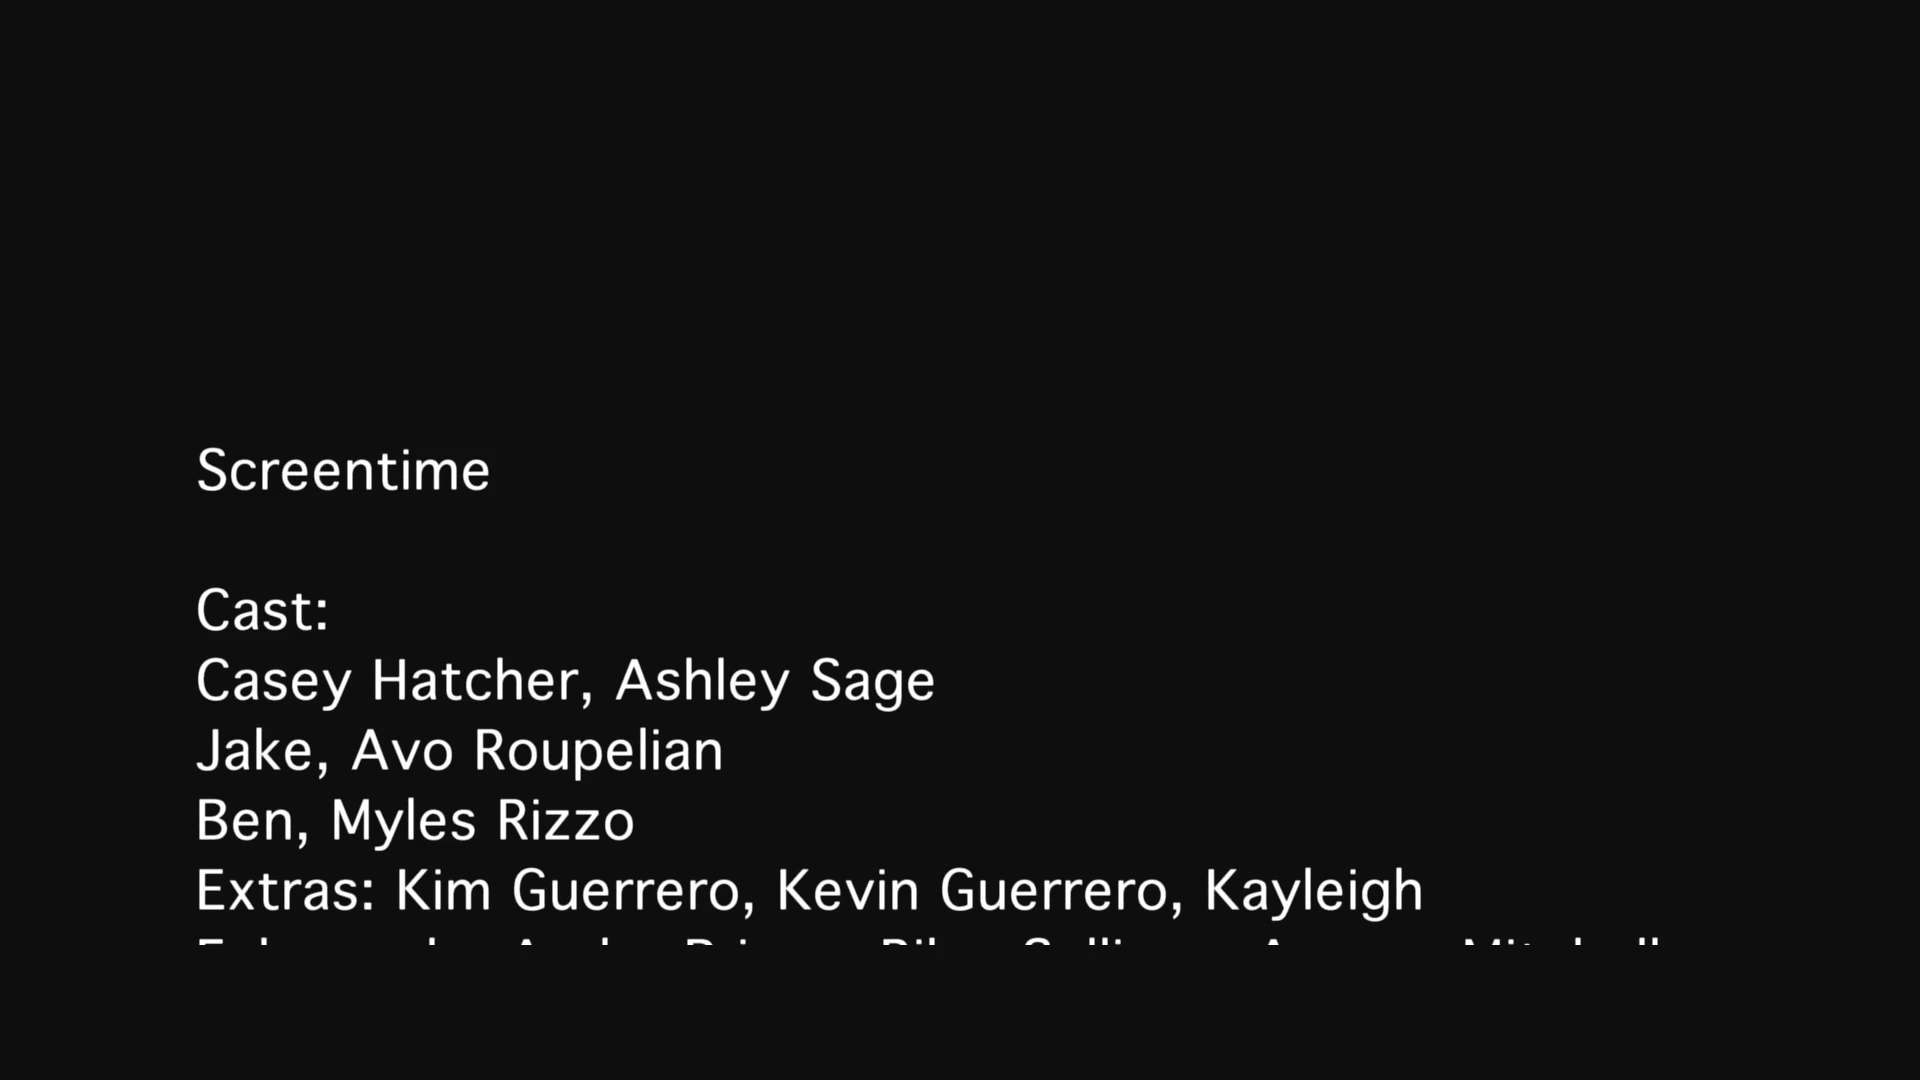 Screentime
Cast:
Casey Hatcher, Ashley Sage
Jake, Avo Roupelian
Ben, Myles Rizzo
Extras: Kim Guerrero, Kevin Guerrero, Kayleigh